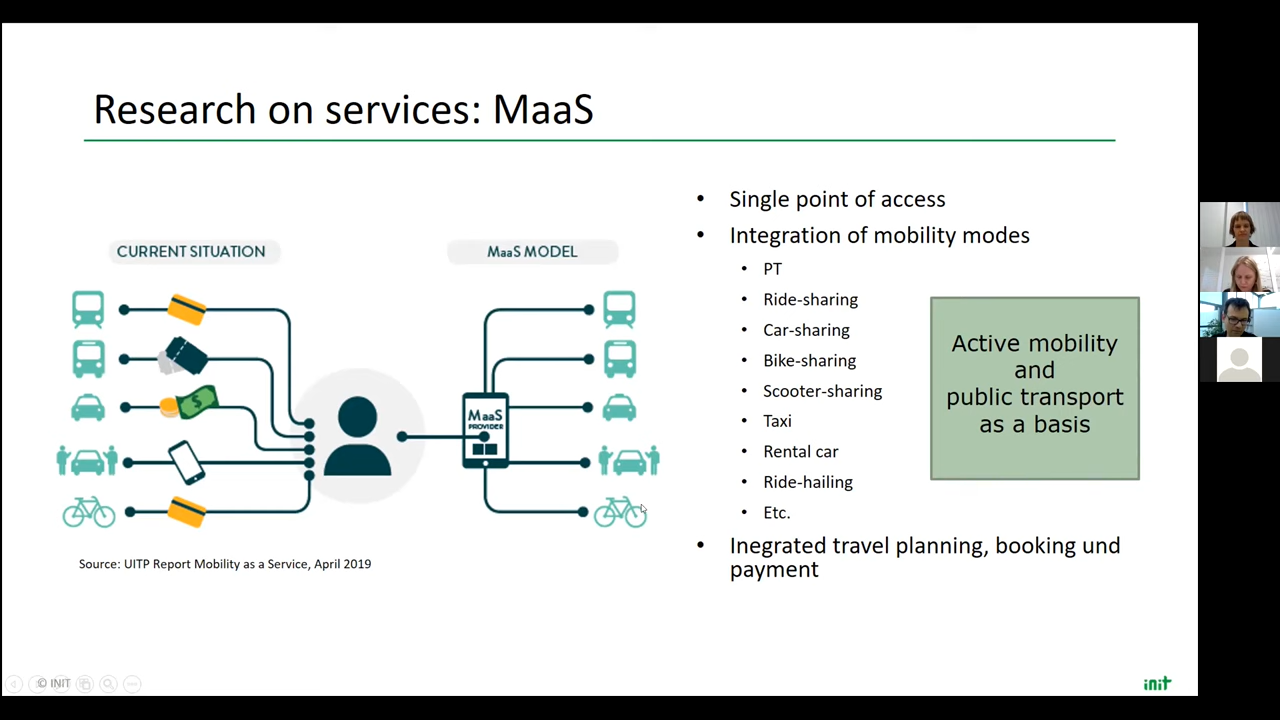 Research on services: MaaS
CURRENT SITUATION
MaaS MODEL
$
MaaS
PROVIDER
Source: UITP Report Mobility as a Service, April 2019
• Single point of access
• Integration of mobility modes
• PT
• Ride-sharing
• Car-sharing
• Bike-sharing
• Scooter-sharing
• Taxi
• Rental car
• Ride-hailing
• Etc.
• Inegrated travel planning, booking und
payment
Active mobility
and
public transport
as a basis
© INIT
init